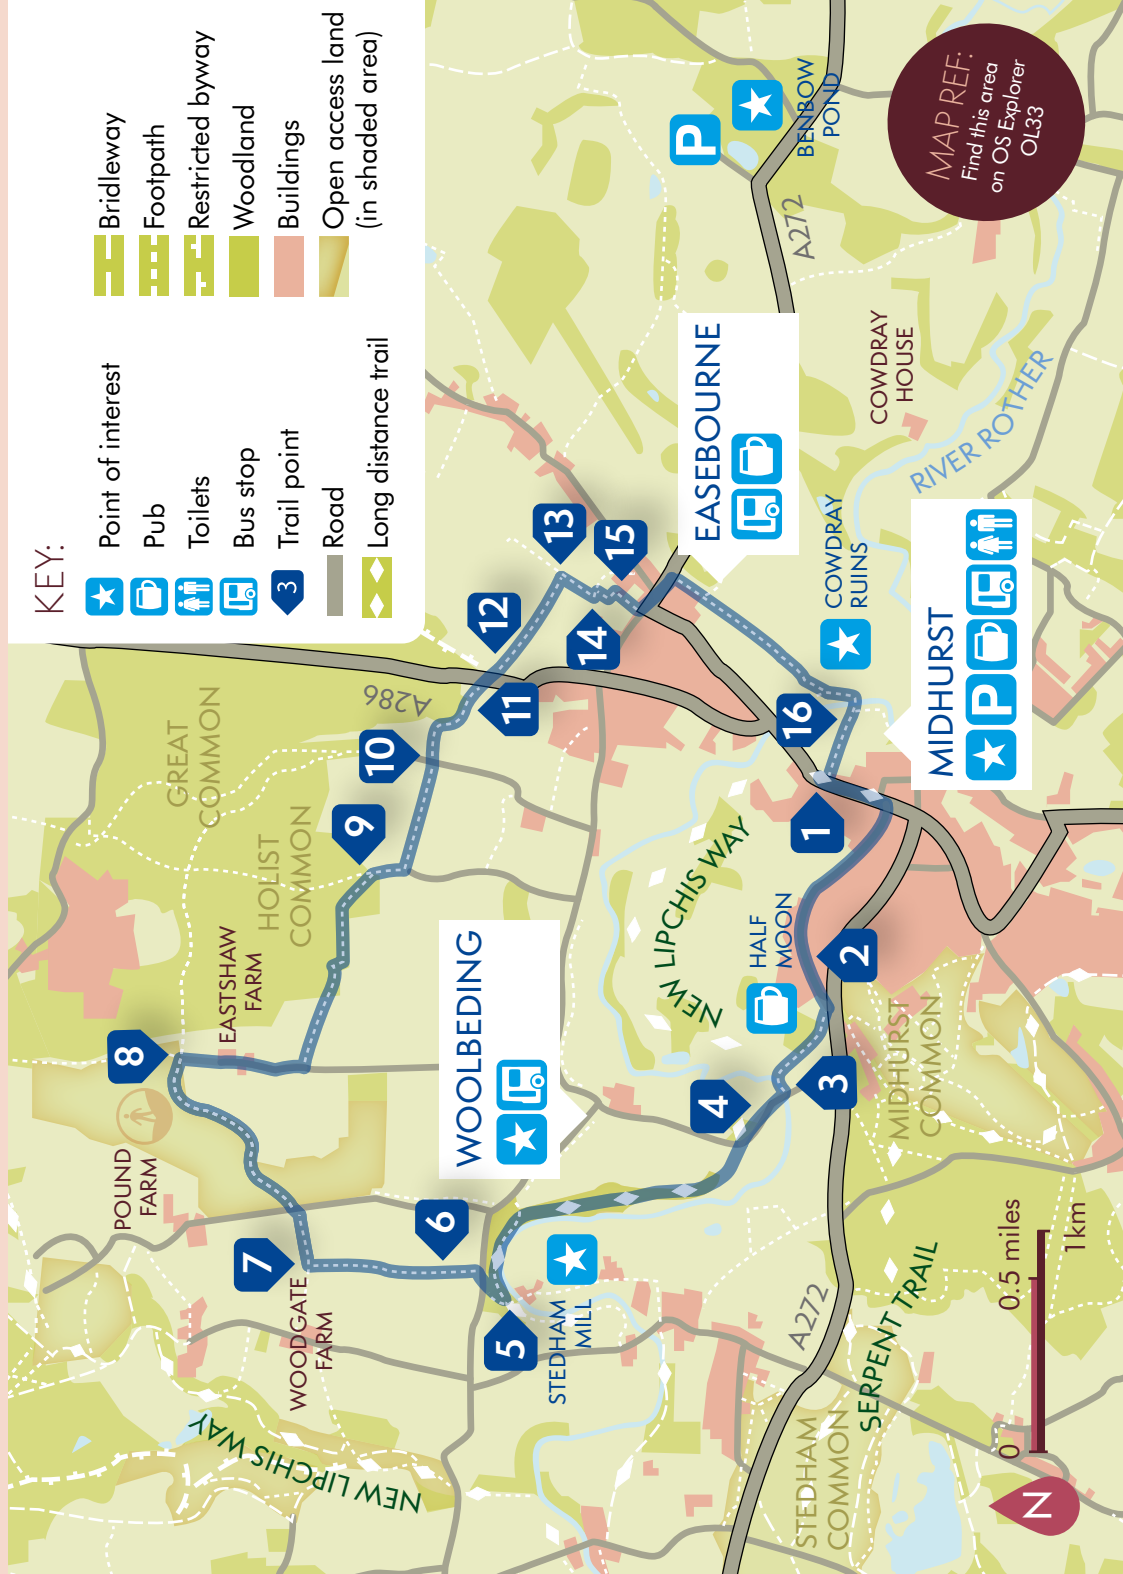 KEY:
Point of interest
Pub
Toilets
Bus stop
3
Trail point
Road
Long distance trail
Bridleway
Footpath
Restricted byway
Woodland
Buildings
Open access land
(in shaded area)
GREAT
COMMON
HOLIST
COMMON
A286
EASTSHAW
FARM
POUND
FARM
WOODGATE
FARM
NEW LIPCHIS WAY
WOOLBEDING
STEDHAM
MILL
NEW LIPCHIS WAY
HALF
MOON
EASEBOURNE
P
BENBOW
POND
A272
COWDRAY
HOUSE
RIVER ROTHER
COWDRAY
RUINS
MIDHURST
P
MIDHURST
COMMON
A272
SERPENT TRAIL
STEDHAM
COMMON
1
2
3
4
5
6
7
8
9
10
11
12
13
14
15
16
MAP REF:
Find this area
on OS Explorer
OL33
0
0.5 miles
1km
N